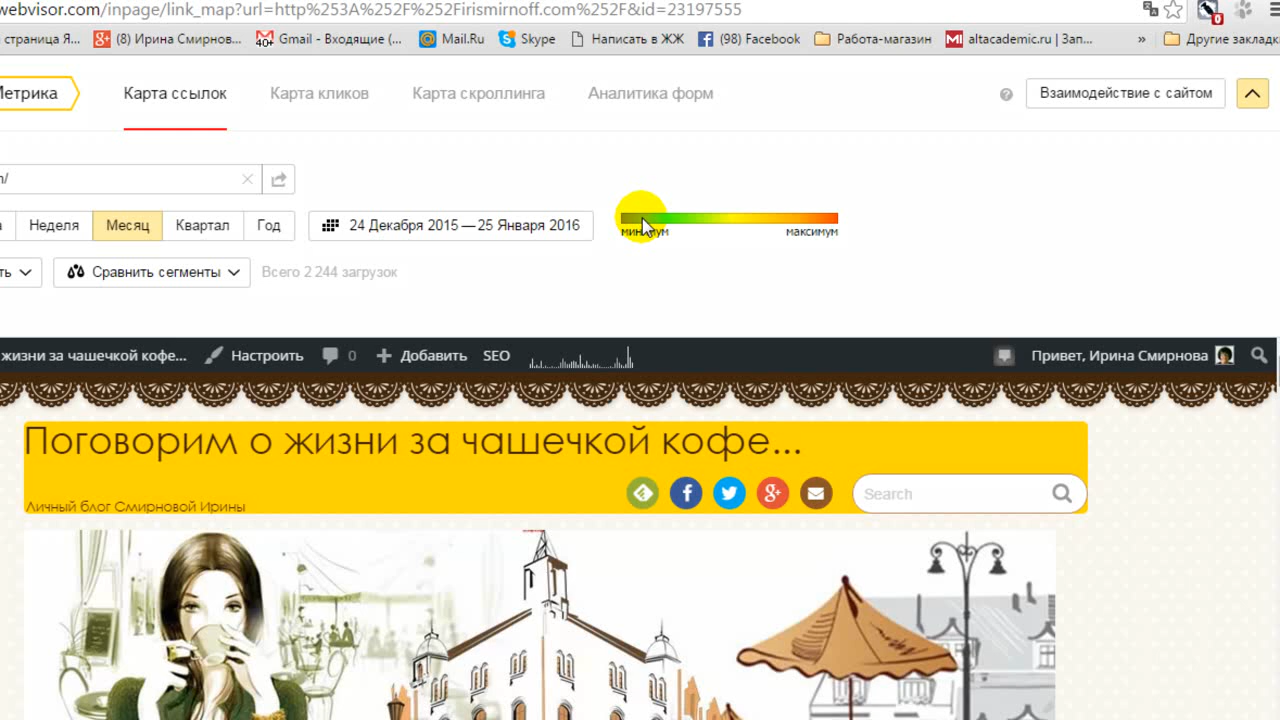 webvisor.com/inpage/link_map?url=http%253A%252F%252Firismirnoff.com%252F&id=23197555
0
страница Я... (8) Ирина Смирнов... 40+ Gmail - Входящие (... Mail.Ru Skype Написать в ЖЖ (98) Facebook Работа-магазин altacademic.ru | Зап... » Другие закладк
Метрика Карта ссылок Карта кликов Карта скроллинга Аналитика форм ? Взаимодействие с сайтом
m/
Неделя Месяц Квартал Год 24 Декабря 2015 — 25 Января 2016
минимум максимум
ть Сравнить сегменты Всего 2 244 загрузок
жизни за чашечкой кофе... Настроить 0 Добавить SEO Привет, Ирина Смирнова
Поговорим о жизни за чашечкой кофе...
Search
Личный блог Смирновой Ирины